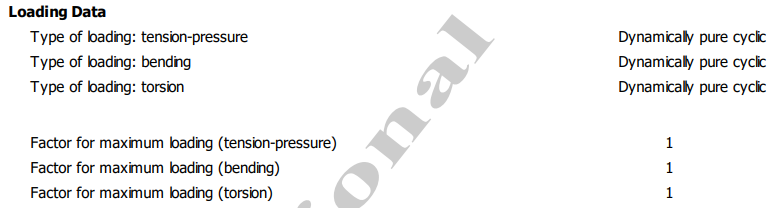 Loading Data
Type of loading: tension-pressure Dynamically pure cyclic
Type of loading: bending Dynamically pure cyclic
Type of loading: torsion Dynamically pure cyclic
Factor for maximum loading (tension-pressure) 1
Factor for maximum loading (bending) 1
Factor for maximum loading (torsion) 1
onal